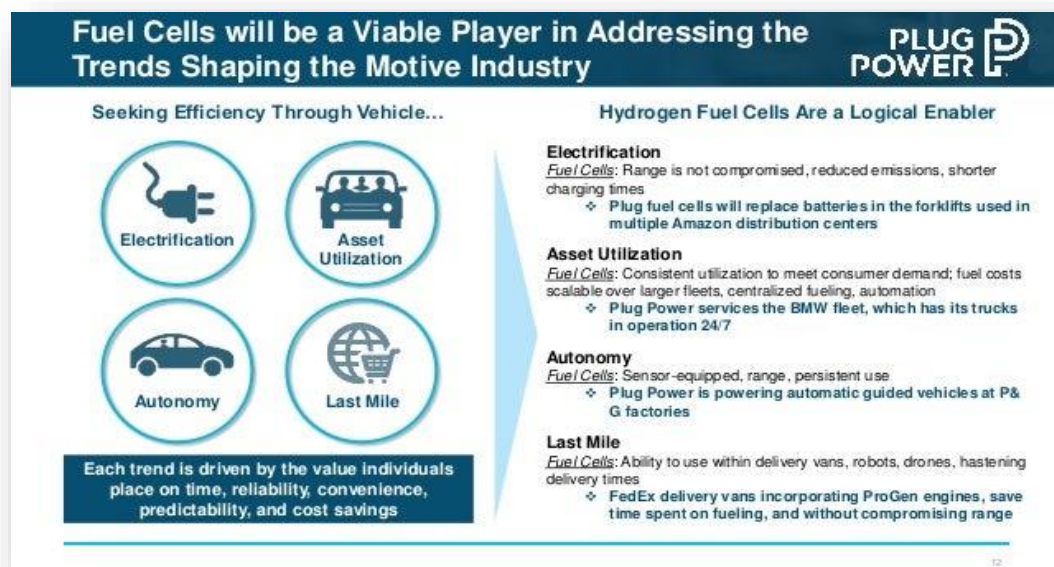 Fuel Cells will be a Viable Player in Addressing the
Trends Shaping the Motive Industry
PLUG
POWER
Seeking Efficiency Through Vehicle...
Electrification
Asset
Utilization
Autonomy
Last Mile
Each trend is driven by the value individuals
place on time, reliability, convenience,
predictability, and cost savings
Hydrogen Fuel Cells Are a Logical Enabler
Electrification
Fuel Cells: Range is not compromised, reduced emissions, shorter
charging times
❖ Plug fuel cells will replace batteries in the forklifts used in
multiple Amazon distribution centers
Asset Utilization
Fuel Cells: Consistent utilization to meet consumer demand; fuel costs
scalable over larger fleets, centralized fueling, automation
❖ Plug Power services the BMW fleet, which has its trucks
in operation 24/7
Autonomy
Fuel Cells: Sensor-equipped, range, persistent use
❖ Plug Power is powering automatic guided vehicles at P&
G factories
Last Mile
Fuel Cells: Ability to use within delivery vans, robots, drones, hastening
delivery times
❖ FedEx delivery vans incorporating ProGen engines, save
time spent on fueling, and without compromising range
12